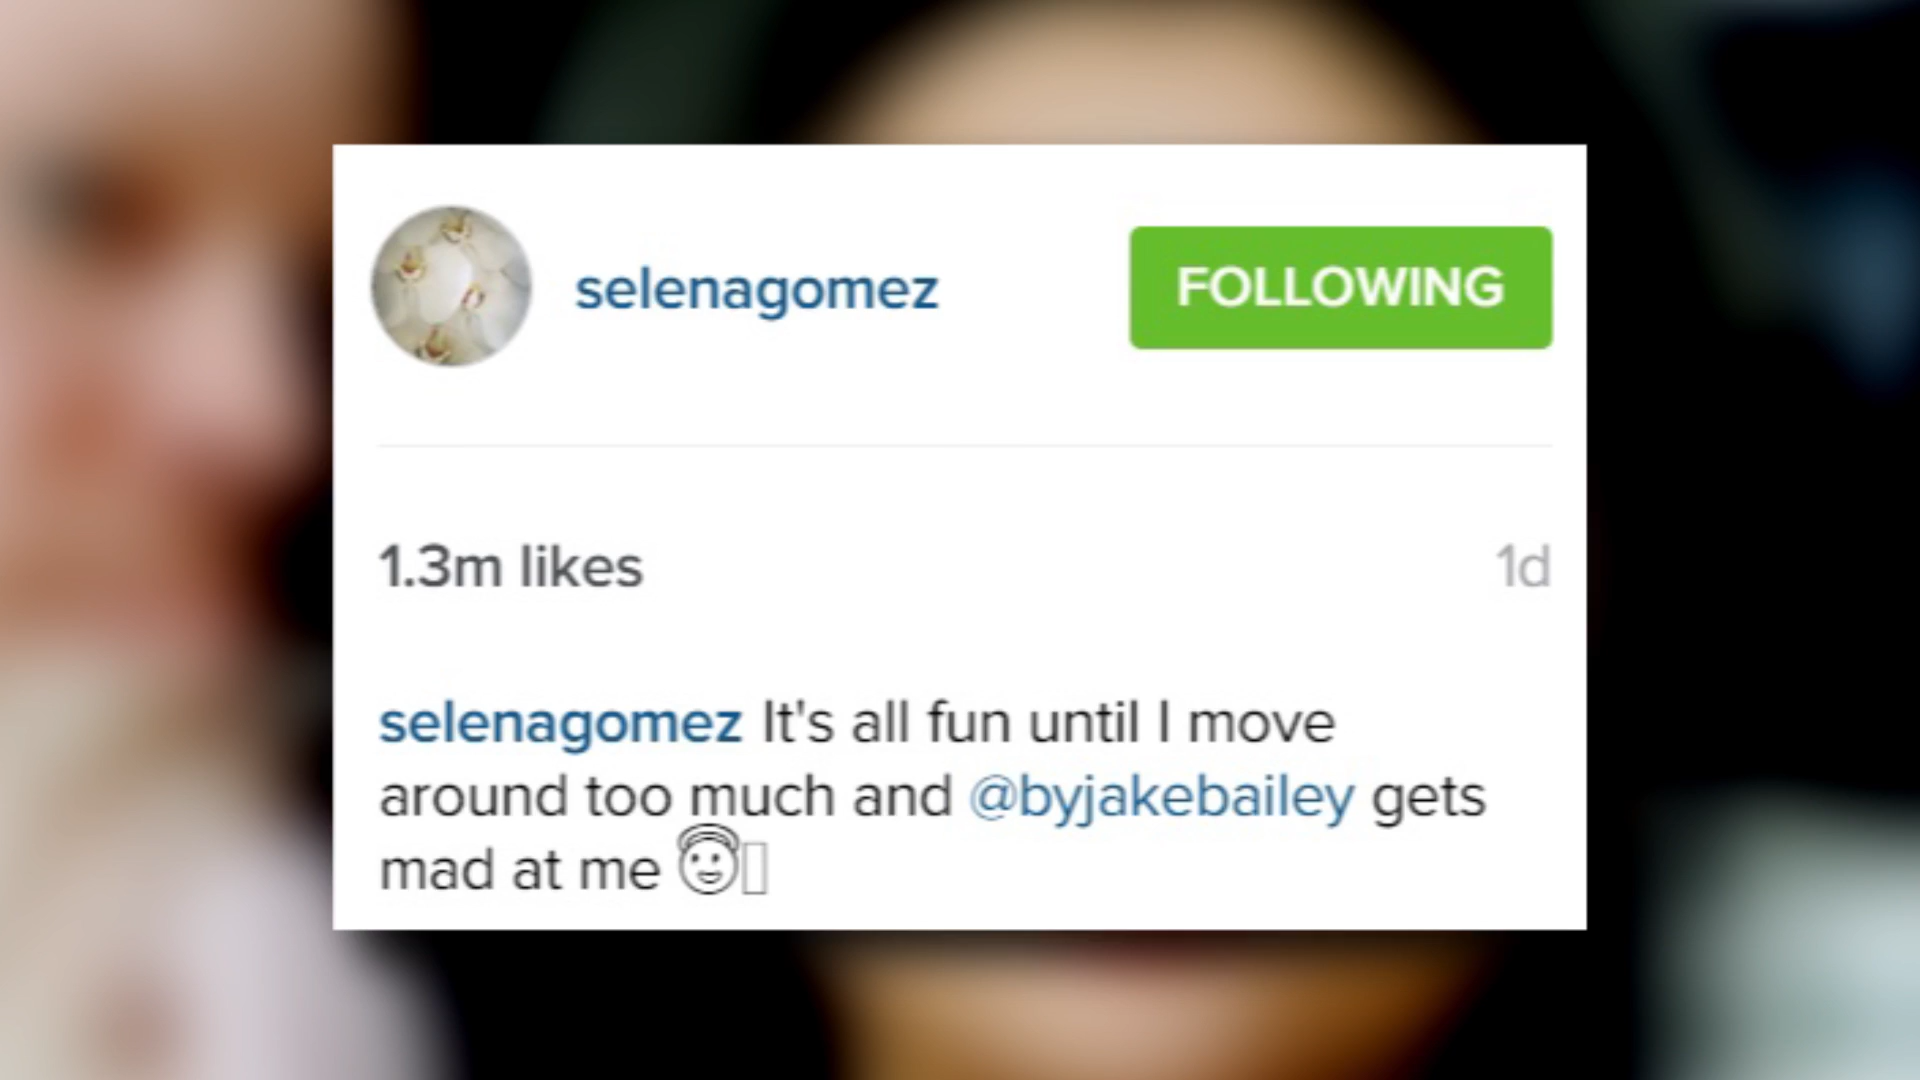 selenagomez
FOLLOWING
1.3m likes
1d
selenagomez It's all fun until I move
around too much and @byjakebailey gets
mad at me 😇